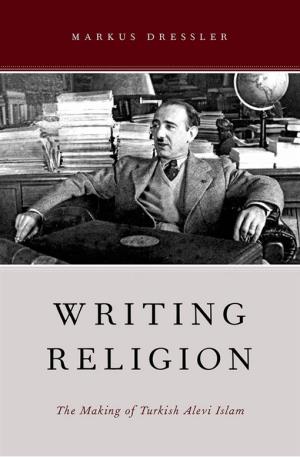 MARKUS DRESSLER
WRITING
RELIGION
The Making of Turkish Alevi Islam